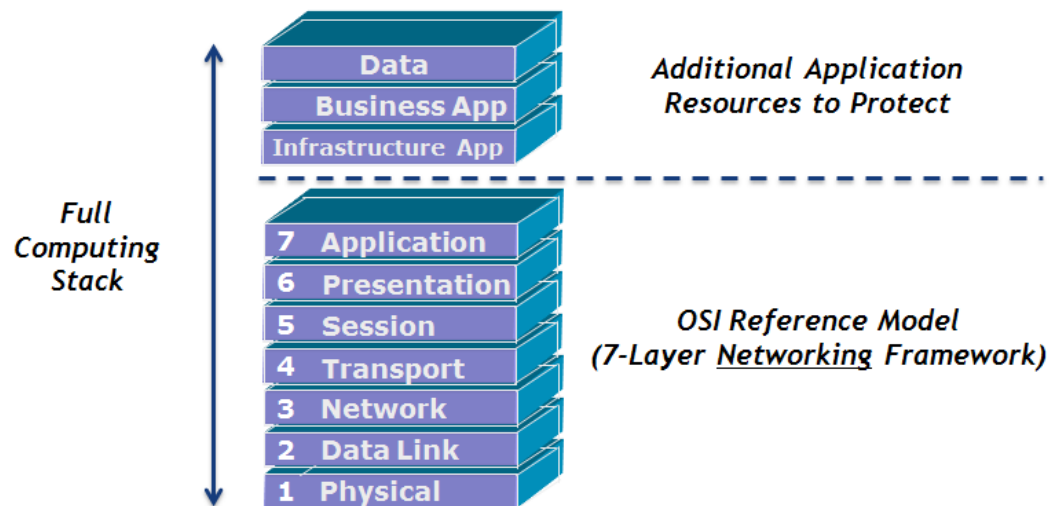 Data
Business App
Infrastructure App
Additional Application
Resources to Protect
Full
Computing
Stack
7 Application
6 Presentation
5 Session
4 Transport
3 Network
2 Data Link
1 Physical
OSI Reference Model
(7-Layer Networking Framework)